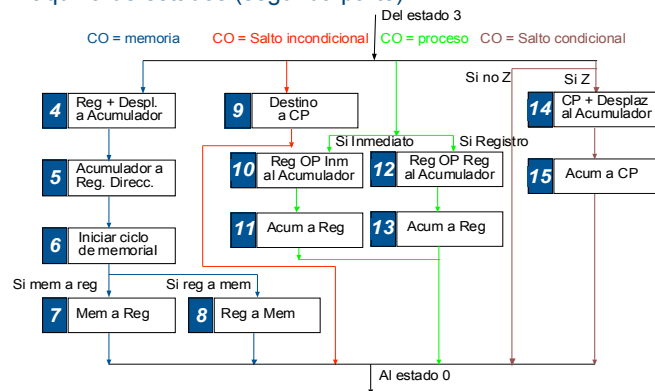 Del estado 3
CO = memoria
CO = Salto incondicional
CO = proceso
CO = Salto condicional
Si no Z
Si Z
4
Reg + Despl.
a Acumulador
9
Destino
a CP
14
CP + Desplaz
al Acumulador
Si Inmediato
Si Registro
5
Acumulador a
Reg. Direcc.
10
Reg OP Inm
al Acumulador
12
Reg OP Reg
al Acumulador
15
Acum a CP
6
Iniciar ciclo
de memorial
11
Acum a Reg
13
Acum a Reg
Si mem a reg
Si reg a mem
7
Mem a Reg
8
Reg a Mem
Al estado 0